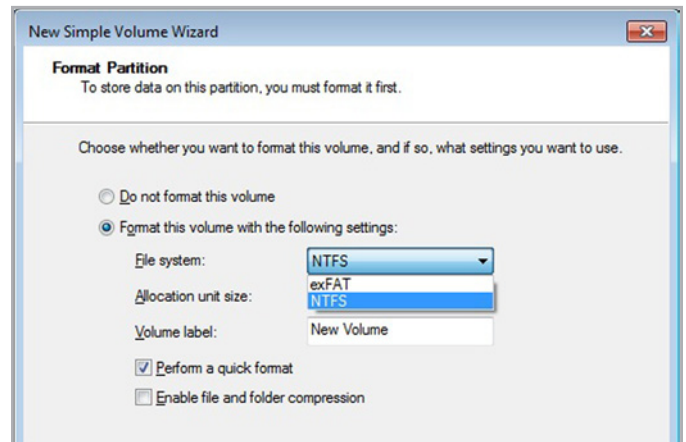 New Simple Volume Wizard
Format Partition
To store data on this partition, you must format it first.
Choose whether you want to format this volume, and if so, what settings you want to use.
Do not format this volume
Format this volume with the following settings:
File system: NTFS
exFAT
Allocation unit size: NTFS
Volume label: New Volume
Perform a quick format
Enable file and folder compression